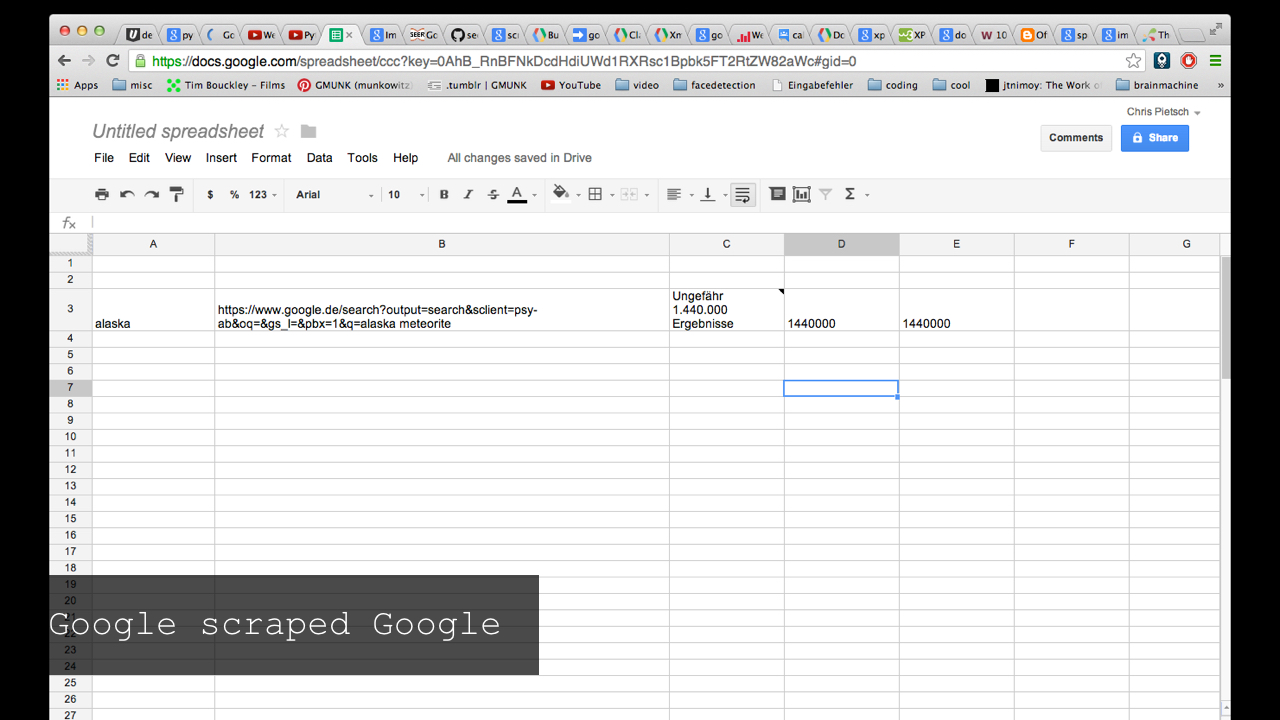 de py Go We Py Im SEER Go se sc Bu go Cl Xm go We ca Do xp XP do W 10 Of sp im Th
https://docs.google.com/spreadsheet/ccc?key=0AhB_RnBFNkDcdHdiUWd1RXRsc1Bpbk5FT2RtZW82aWc#gid=0
Apps misc Tim Bouckley - Films GMUNK (munkowitz .tumblr | GMUNK YouTube video facedetection Eingabefehler coding cool jtnimoy: The Work o brainmachine »
Chris Pietsch
Untitled spreadsheet
Comments Share
File Edit View Insert Format Data Tools Help All changes saved in Drive
$ % 123 Arial 10 B I S A Σ
fx
A B C D E F G
1
2
3 alaska https://www.google.de/search?output=search&sclient=psy-
ab&oq=&gs_l=&pbx=1&q=alaska meteorite
Ungefähr
1.440.000
Ergebnisse
1440000 1440000
4
5
6
7
8
9
10
11
12
13
14
15
16
17
18
19
20
Google scraped Google
22
23
24
25
26
27